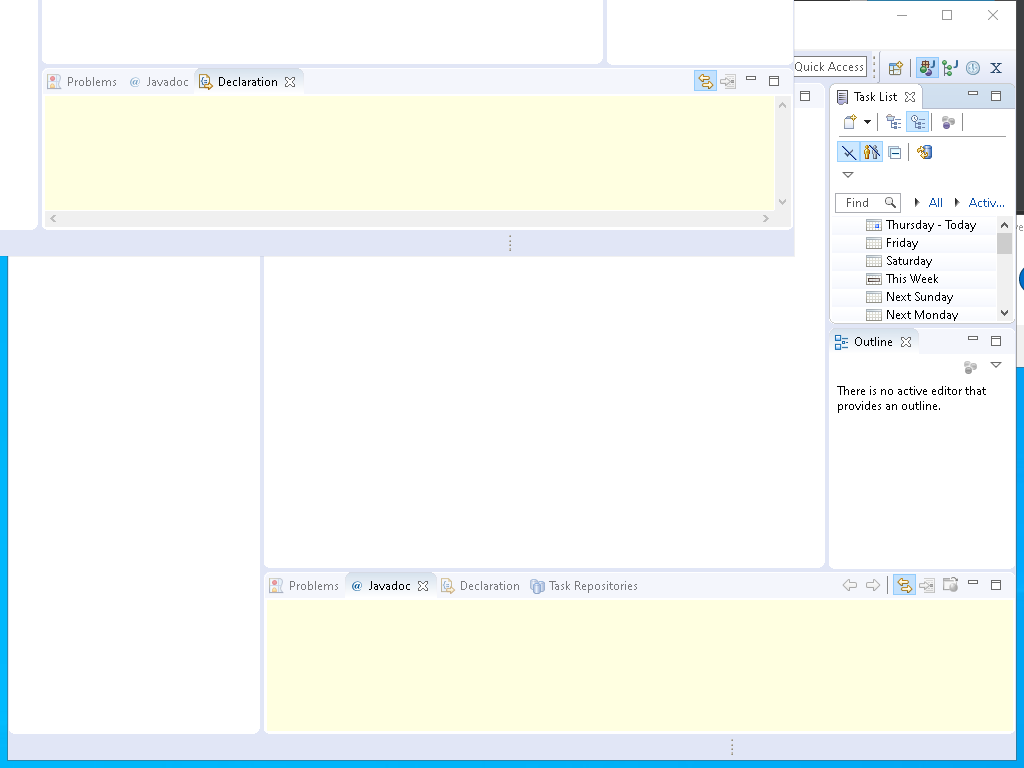 Problems @ Javadoc Declaration
Quick Access
Task List
Find All Activ...
Thursday - Today
Friday
Saturday
This Week
Next Sunday
Next Monday
Outline
There is no active editor that
provides an outline.
Problems @ Javadoc Declaration Task Repositories